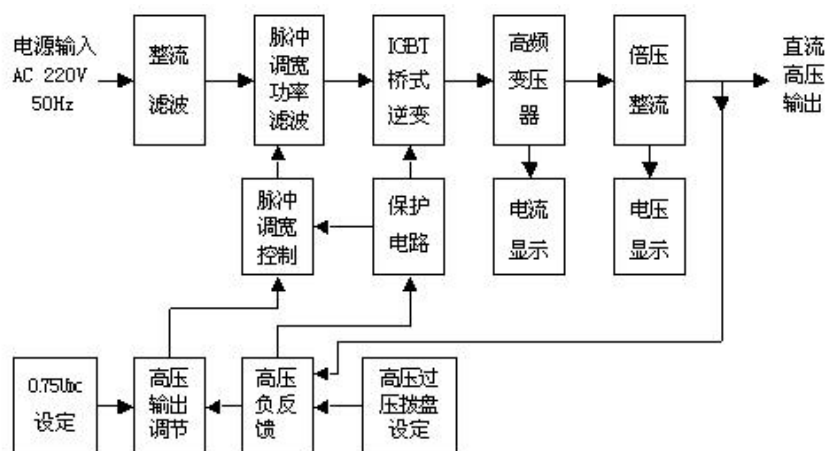 电源输入
AC 220V
50Hz
整流
滤波
脉冲
调宽
功率
滤波
IGBT
桥式
逆变
高频
变压
器
倍压
整流
直流
高压
输出
脉冲
调宽
控制
保护
电路
电流
显示
电压
显示
0.75U_DC
设定
高压
输出
调节
高压
负反
馈
高压过
压拨盘
设定